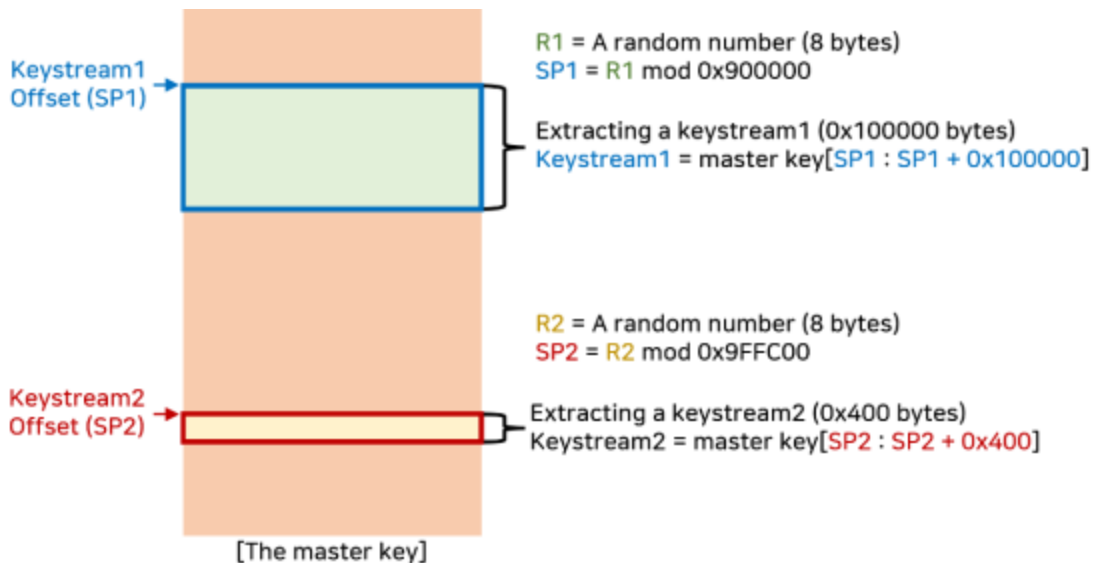 R1 = A random number (8 bytes)
SP1 = R1 mod 0x900000
Keystream1
Offset (SP1)
Extracting a keystream1 (0x100000 bytes)
Keystream1 = master key[SP1 : SP1 + 0x100000]
R2 = A random number (8 bytes)
SP2 = R2 mod 0x9FFC00
Keystream2
Offset (SP2)
Extracting a keystream2 (0x400 bytes)
Keystream2 = master key[SP2 : SP2 + 0x400]
[The master key]